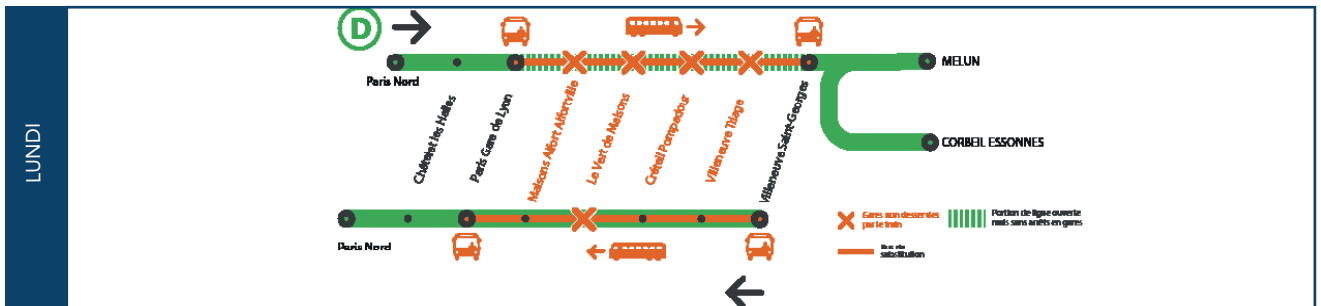 LUNDI
D
Paris Nord
Châtelet les Halles
Paris Gare de Lyon
Maisons Alfort Alfortville
Le Vert de Maisons
Créteil Pompadour
Villeneuve Triage
Villeneuve Saint-Georges
MELUN
CORBEIL ESSONNES
Paris Nord
Gares non desservies
par le train
Portion de ligne ouverte
mais sans arrêts en gares
Bus de
substitution